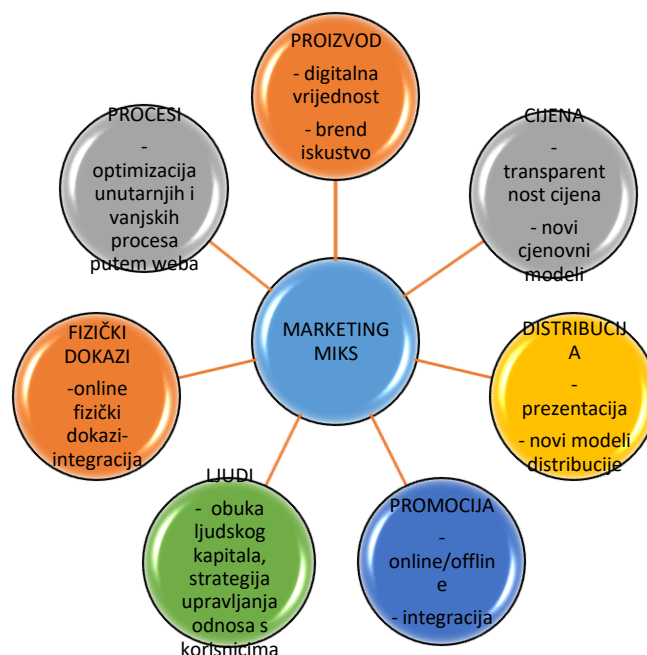 PROIZVOD
- digitalna
vrijednost
- brend
iskustvo
CIJENA
-
transparent
nost cijena
- novi
cjenovni
modeli
DISTRIBUCIJ
A
-
prezentacija
- novi modeli
distribucije
PROMOCIJA
-
online/offlin
e
- integracija
LJUDI
- obuka
ljudskog
kapitala,
strategija
upravljanja
odnosa s
korisnicima
FIZIČKI
DOKAZI
-online
fizički
dokazi-
integracija
PROCESI
-
optimizacija
unutarnjih i
vanjskih
procesa
putem weba
MARKETING
MIKS